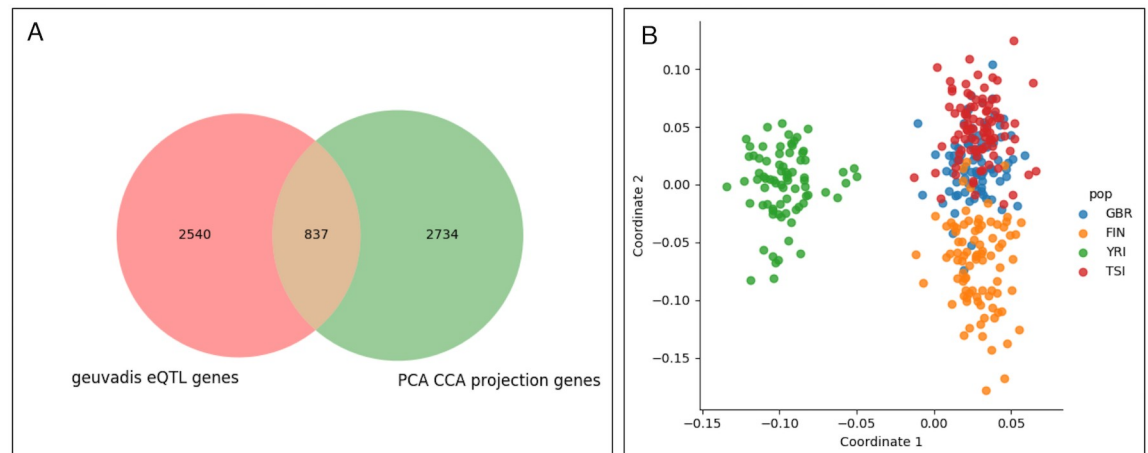 A
2540
837
2734
geuvadis eQTL genes
PCA CCA projection genes
B
0.10
0.05
0.00
−0.05
−0.10
−0.15
Coordinate 2
−0.15
−0.10
−0.05
0.00
0.05
Coordinate 1
pop
GBR
FIN
YRI
TSI